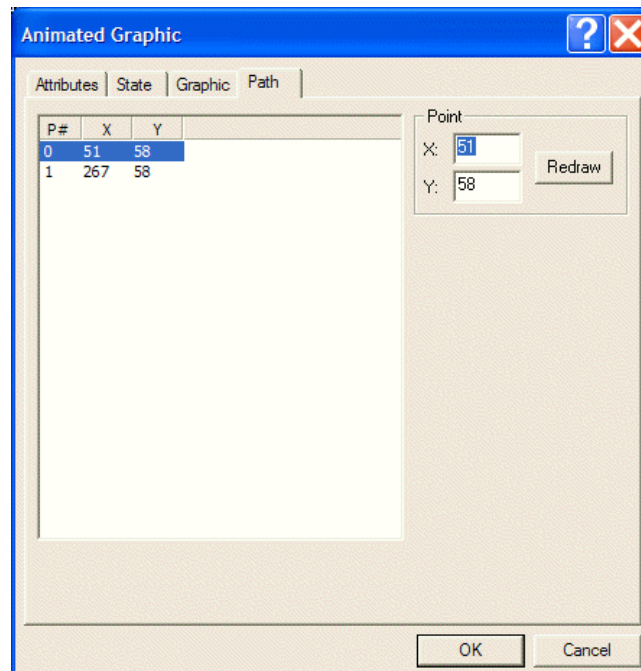 Animated Graphic
Attributes State Graphic Path
P# X Y
0 51 58
1 267 58
Point
X: 51
Y: 58
Redraw
OK Cancel